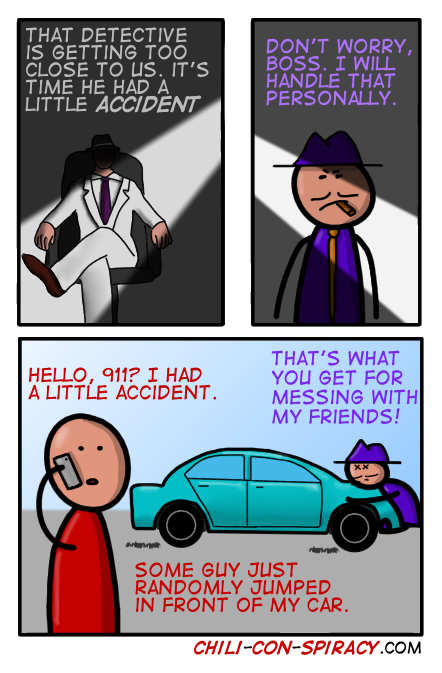 THAT DETECTIVE
IS GETTING TOO
CLOSE TO US. IT'S
TIME HE HAD A
LITTLE ACCIDENT
DON'T WORRY,
BOSS. I WILL
HANDLE THAT
PERSONALLY.
HELLO, 911? I HAD
A LITTLE ACCIDENT.
THAT'S WHAT
YOU GET FOR
MESSING WITH
MY FRIENDS!
SOME GUY JUST
RANDOMLY JUMPED
IN FRONT OF MY CAR.
CHILI-CON-SPIRACY.COM